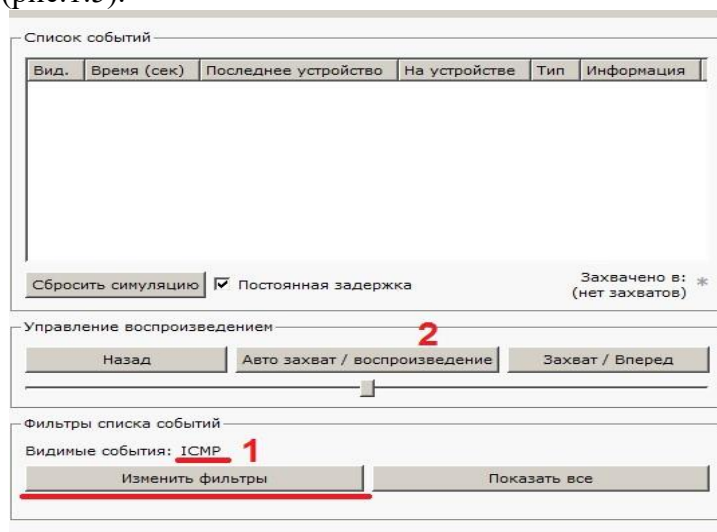 (рис.1.3).
Список событий
Вид. Время (сек) Последнее устройство На устройстве Тип Информация
Сбросить симуляцию Постоянная задержка Захвачено в: *
(нет захватов)
Управление воспроизведением
2
Назад Авто захват / воспроизведение Захват / Вперед
Фильтры списка событий
Видимые события: ICMP 1
Изменить фильтры Показать все